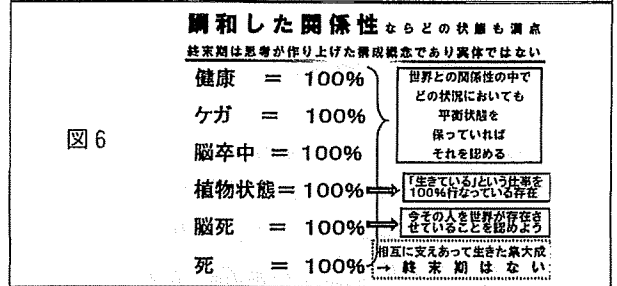 図6
調和した関係性ならどの状態も満点
終末期は思考が作り上げた構成概念であり実体ではない
健康 = 100%
ケガ = 100%
脳卒中 = 100%
世界との関係性の中で
どの状況においても
平衡状態を
保っていれば
それを認める
植物状態= 100%
「生きている」という仕事を
100%行なっている存在
脳死 = 100%
今その人を世界が存在さ
せていることを認めよう
死 = 100%
相互に支えあって生きた集大成
→ 終末期はない